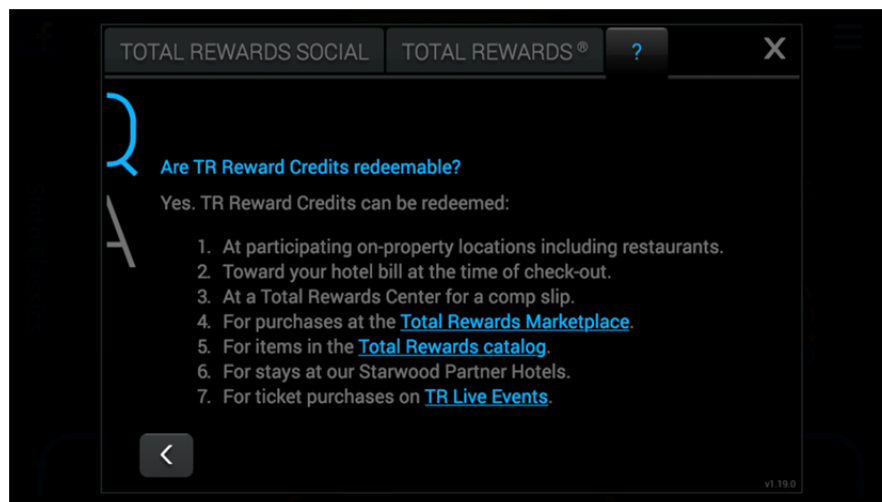 TOTAL REWARDS SOCIAL
TOTAL REWARDS®
?
X
Q
Are TR Reward Credits redeemable?
A
Yes. TR Reward Credits can be redeemed:
1. At participating on-property locations including restaurants.
2. Toward your hotel bill at the time of check-out.
3. At a Total Rewards Center for a comp slip.
4. For purchases at the Total Rewards Marketplace.
5. For items in the Total Rewards catalog.
6. For stays at our Starwood Partner Hotels.
7. For ticket purchases on TR Live Events.
v1.19.0